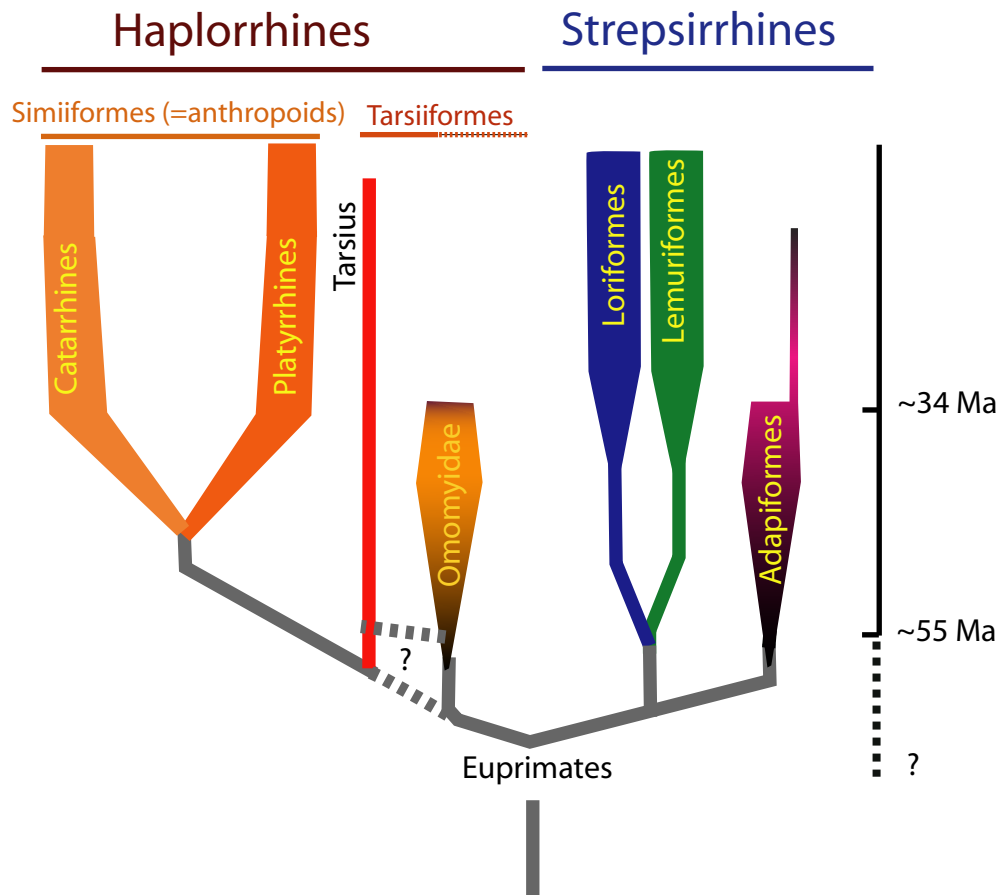 Haplorrhines
Strepsirrhines
Simiiformes (=anthropoids)
Tarsiiformes
Catarrhines
Platyrrhines
Tarsius
Omomyidae
Loriformes
Lemuriformes
Adapiformes
~34 Ma
~55 Ma
?
?
Euprimates